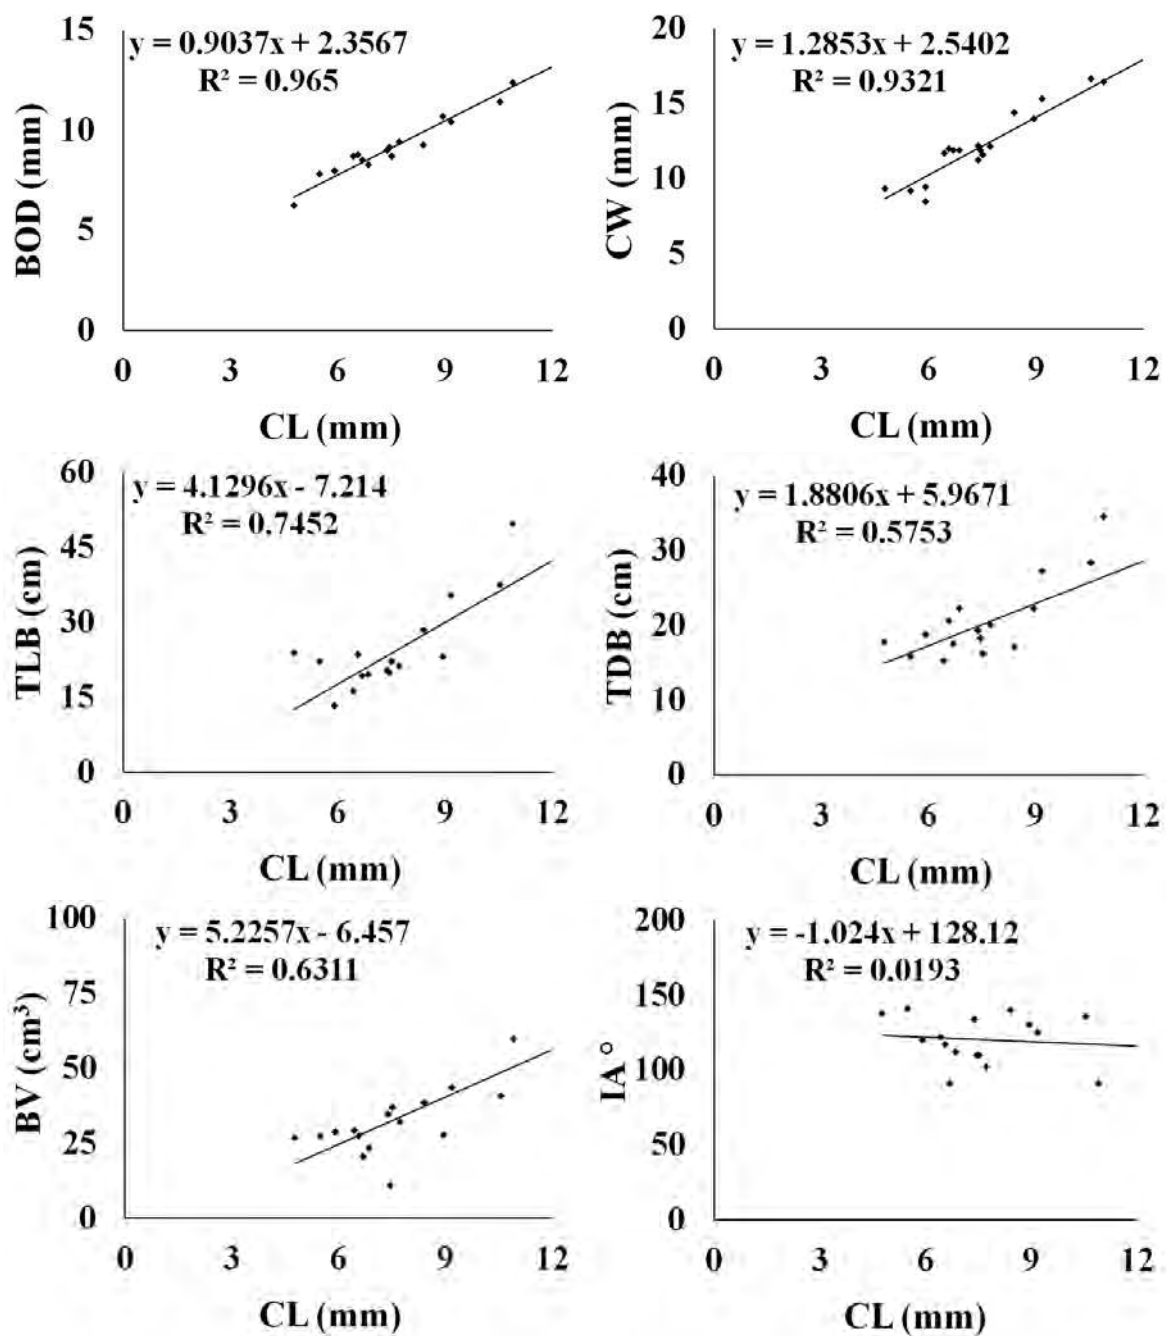 15
y = 0.9037x + 2.3567
R² = 0.965
10
5
0
BOD (mm)
0 3 6 9 12
CL (mm)
20
y = 1.2853x + 2.5402
R² = 0.9321
15
10
5
0
CW (mm)
0 3 6 9 12
CL (mm)
60
y = 4.1296x - 7.214
R² = 0.7452
45
30
15
0
TLB (cm)
0 3 6 9 12
CL (mm)
40
y = 1.8806x + 5.9671
R² = 0.5753
30
20
10
0
TDB (cm)
0 3 6 9 12
CL (mm)
100
y = 5.2257x - 6.457
R² = 0.6311
75
50
25
0
BV (cm³)
0 3 6 9 12
CL (mm)
200
y = -1.024x + 128.12
R² = 0.0193
150
100
50
0
IA°
0 3 6 9 12
CL (mm)